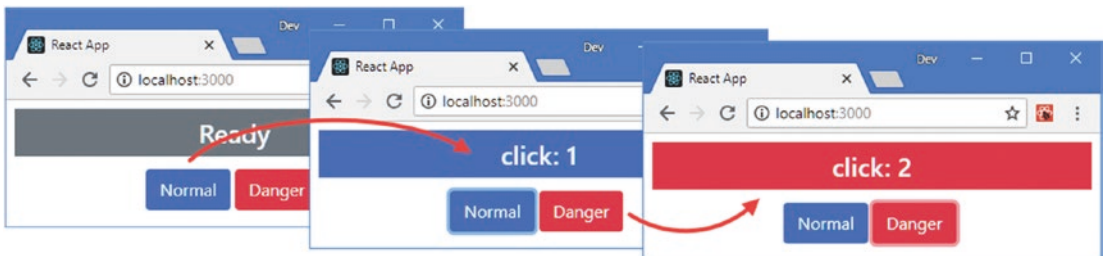 Dev
React App
localhost:3000
Ready
Normal Danger
Dev
React App
localhost:3000
click: 1
Normal Danger
Dev
React App
localhost:3000
click: 2
Normal Danger